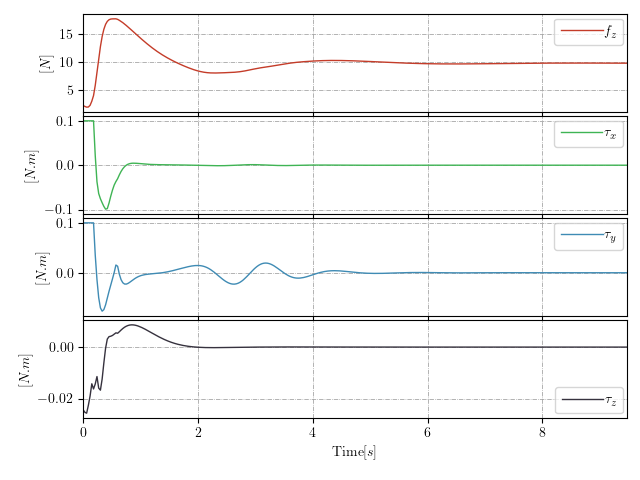 15
10
5
[N]
f_z
0.1
0.0
−0.1
[N.m]
τ_x
0.1
0.0
[N.m]
τ_y
0.00
−0.02
[N.m]
τ_z
0 2 4 6 8
Time[s]